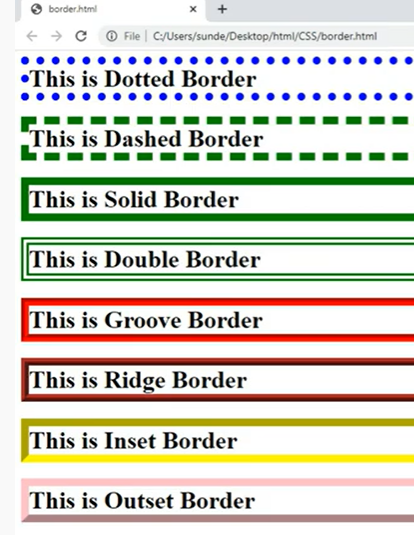 border.html
File
C:/Users/sunde/Desktop/html/CSS/border.html
This is Dotted Border
This is Dashed Border
This is Solid Border
This is Double Border
This is Groove Border
This is Ridge Border
This is Inset Border
This is Outset Border